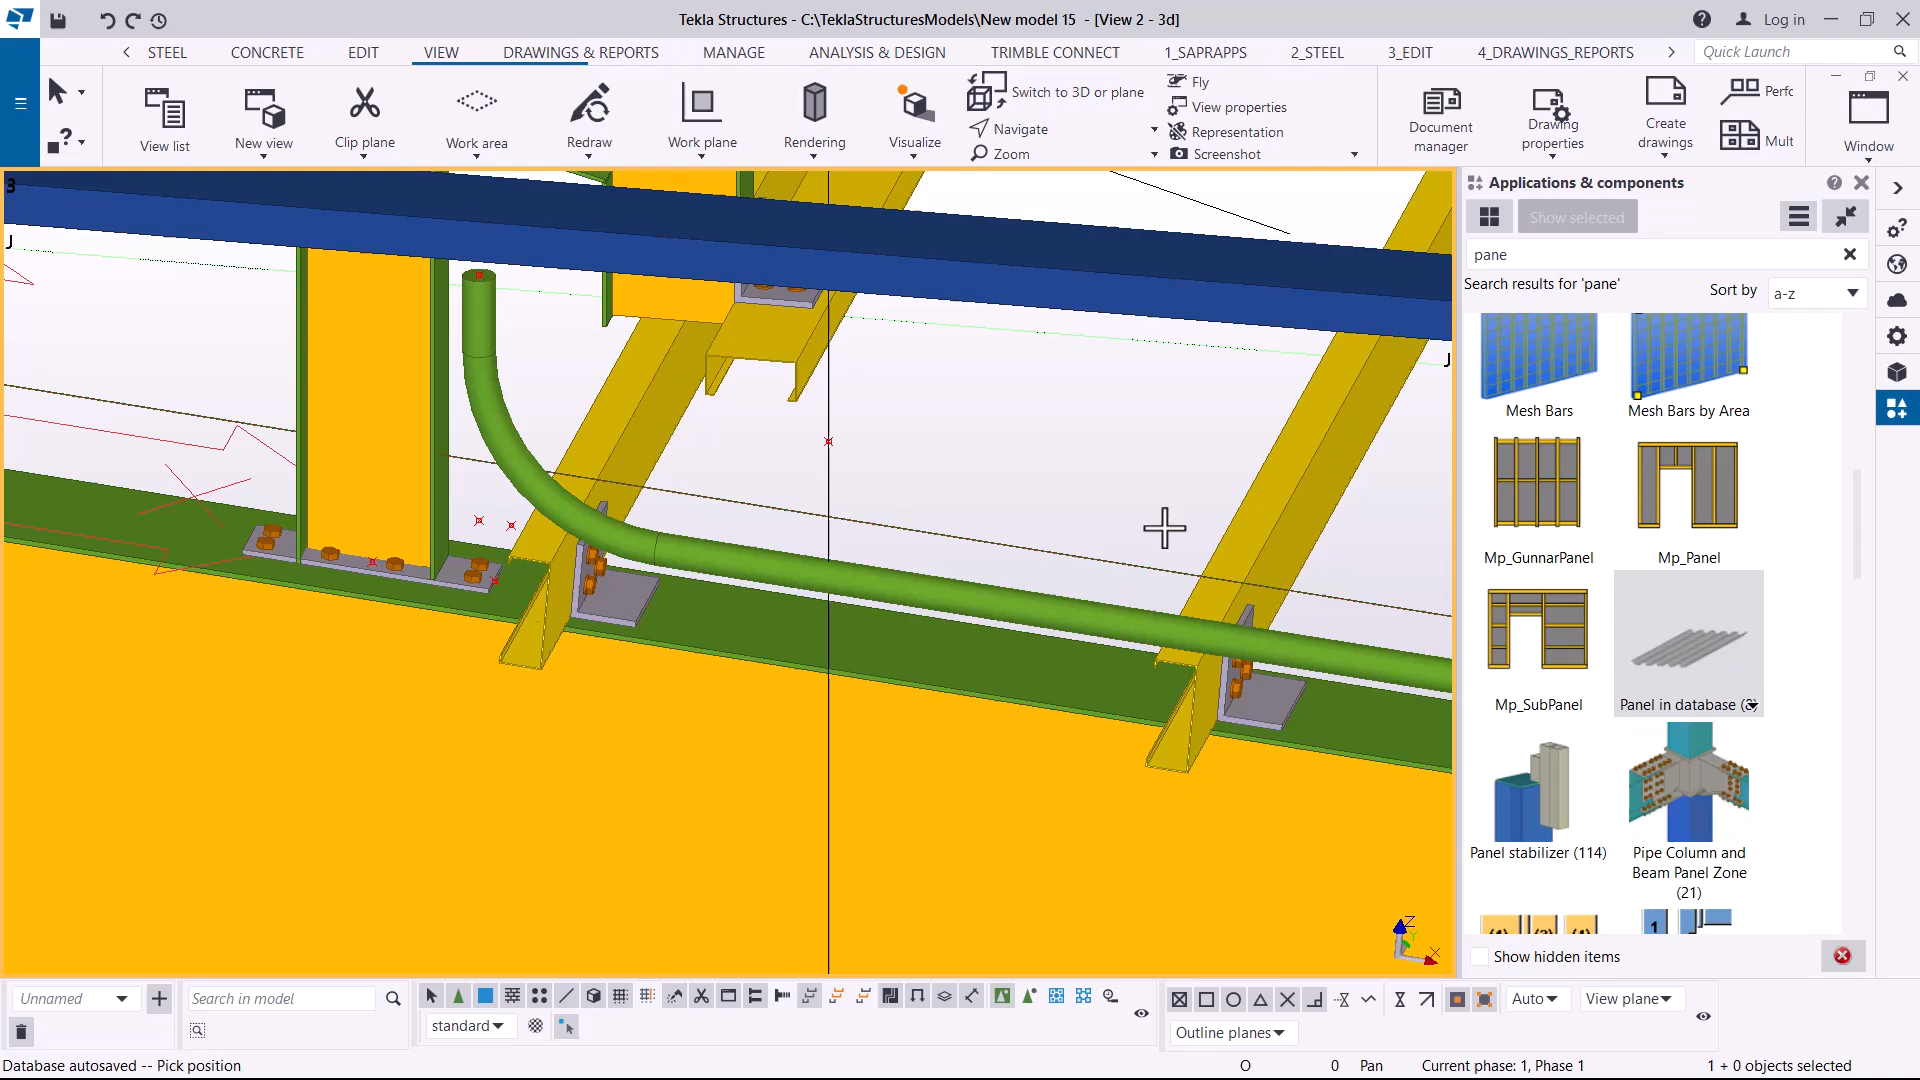 Tekla Structures - C:\TeklaStructuresModels\New model 15  - [View 2 - 3d]
Log in
STEEL
CONCRETE
EDIT
VIEW
DRAWINGS & REPORTS
MANAGE
ANALYSIS & DESIGN
TRIMBLE CONNECT
1_SAPRAPPS
2_STEEL
3_EDIT
4_DRAWINGS_REPORTS
Quick Launch
View list
New view
Clip plane
Work area
Redraw
Work plane
Rendering
Visualize
Switch to 3D or plane
Navigate
Zoom
Fly
View properties
Representation
Screenshot
Document
manager
Drawing
properties
Create
drawings
Perfc
Mult
Window
3
J
J
Z
Y
X
Applications & components
Show selected
pane
Search results for 'pane'
Sort by
a-z
Mesh Bars
Mesh Bars by Area
Mp_GunnarPanel
Mp_Panel
Mp_SubPanel
Panel in database
Panel stabilizer (114)
Pipe Column and
Beam Panel Zone
(21)
1
Show hidden items
Unnamed
Search in model
standard
Auto
View plane
Outline planes
Database autosaved -- Pick position
O
0
Pan
Current phase: 1, Phase 1
1 + 0 objects selected